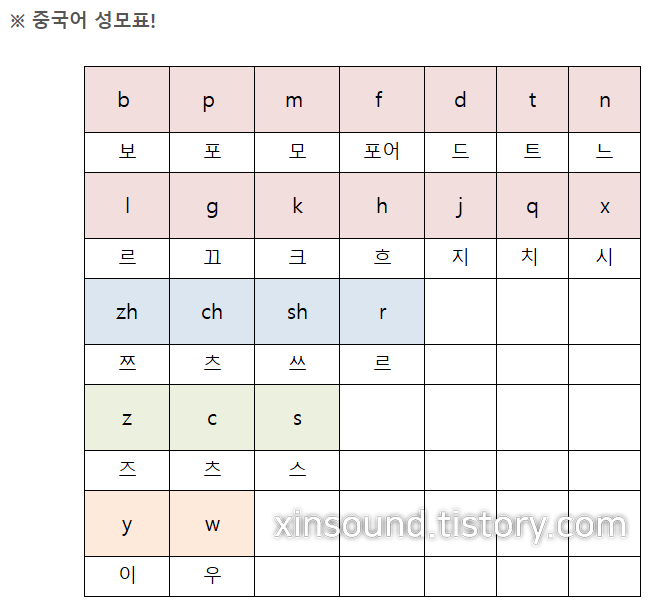 ※ 중국어 성모표!
b p m f d t n
보 포 모 포어 드 트 느
l g k h j q x
르 끄 크 흐 지 치 시
zh ch sh r
쯔 츠 쓰 르
z c s
즈 츠 스
y w
이 우
xinsound.tistory.com